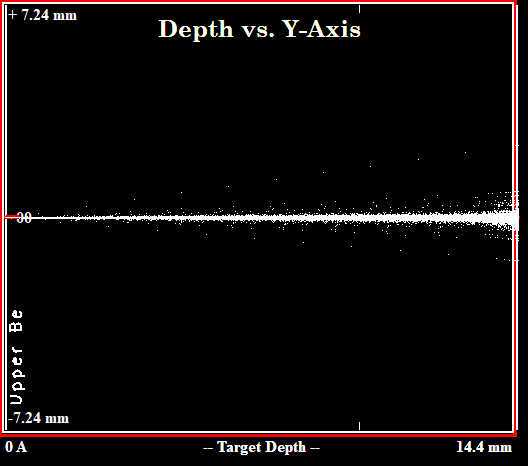 + 7.24 mm
Depth vs. Y-Axis
Upper Be
-7.24 mm
0 A
-- Target Depth --
14.4 mm